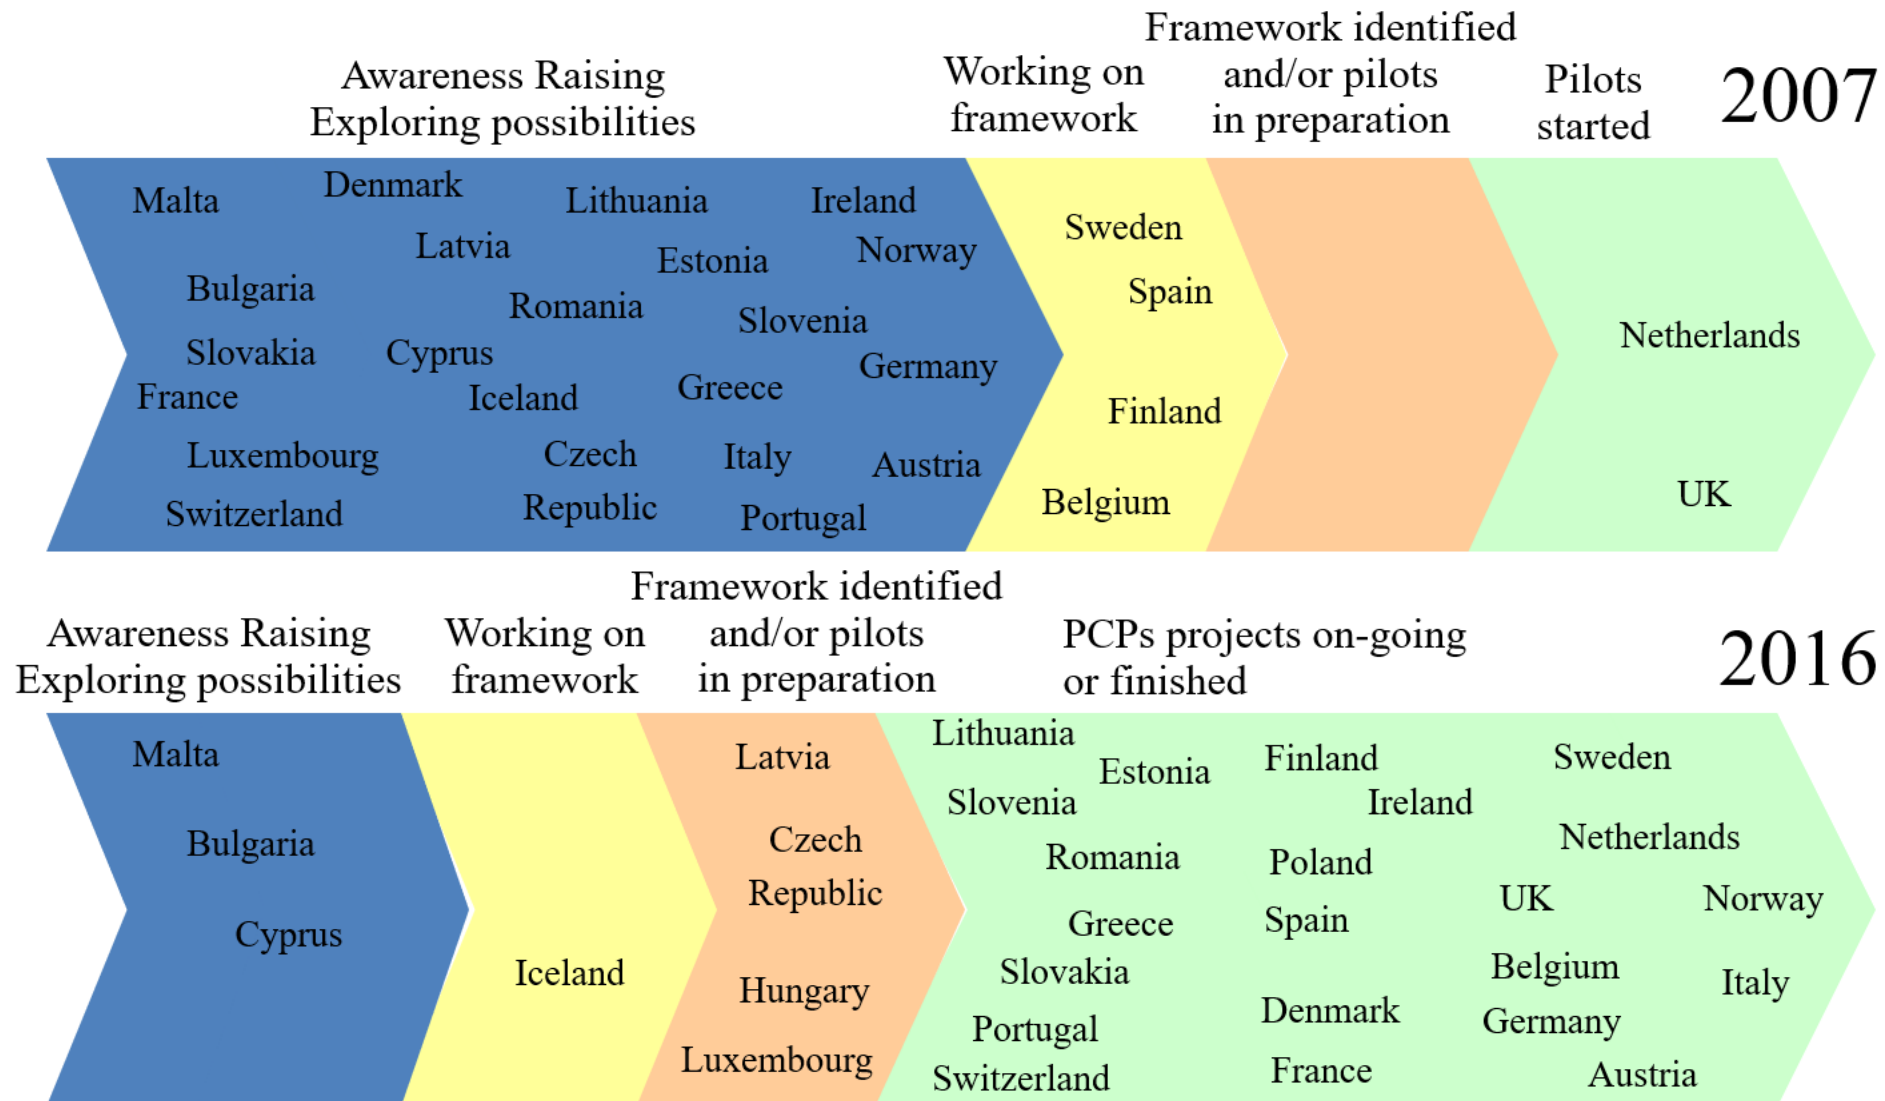 Awareness Raising
Exploring possibilities
Working on
framework
Framework identified
and/or pilots
in preparation
Pilots
started
2007
Malta
Denmark
Lithuania
Ireland
Latvia
Estonia
Norway
Bulgaria
Romania
Slovenia
Slovakia
Cyprus
Germany
France
Iceland
Greece
Luxembourg
Czech
Republic
Italy
Austria
Switzerland
Portugal
Sweden
Spain
Finland
Belgium
Netherlands
UK
Awareness Raising
Exploring possibilities
Working on
framework
Framework identified
and/or pilots
in preparation
PCPs projects on-going
or finished
2016
Malta
Bulgaria
Cyprus
Iceland
Latvia
Czech
Republic
Hungary
Luxembourg
Lithuania
Estonia
Slovenia
Romania
Greece
Slovakia
Portugal
Switzerland
Finland
Ireland
Poland
Spain
Denmark
France
Sweden
Netherlands
UK
Norway
Belgium
Italy
Germany
Austria